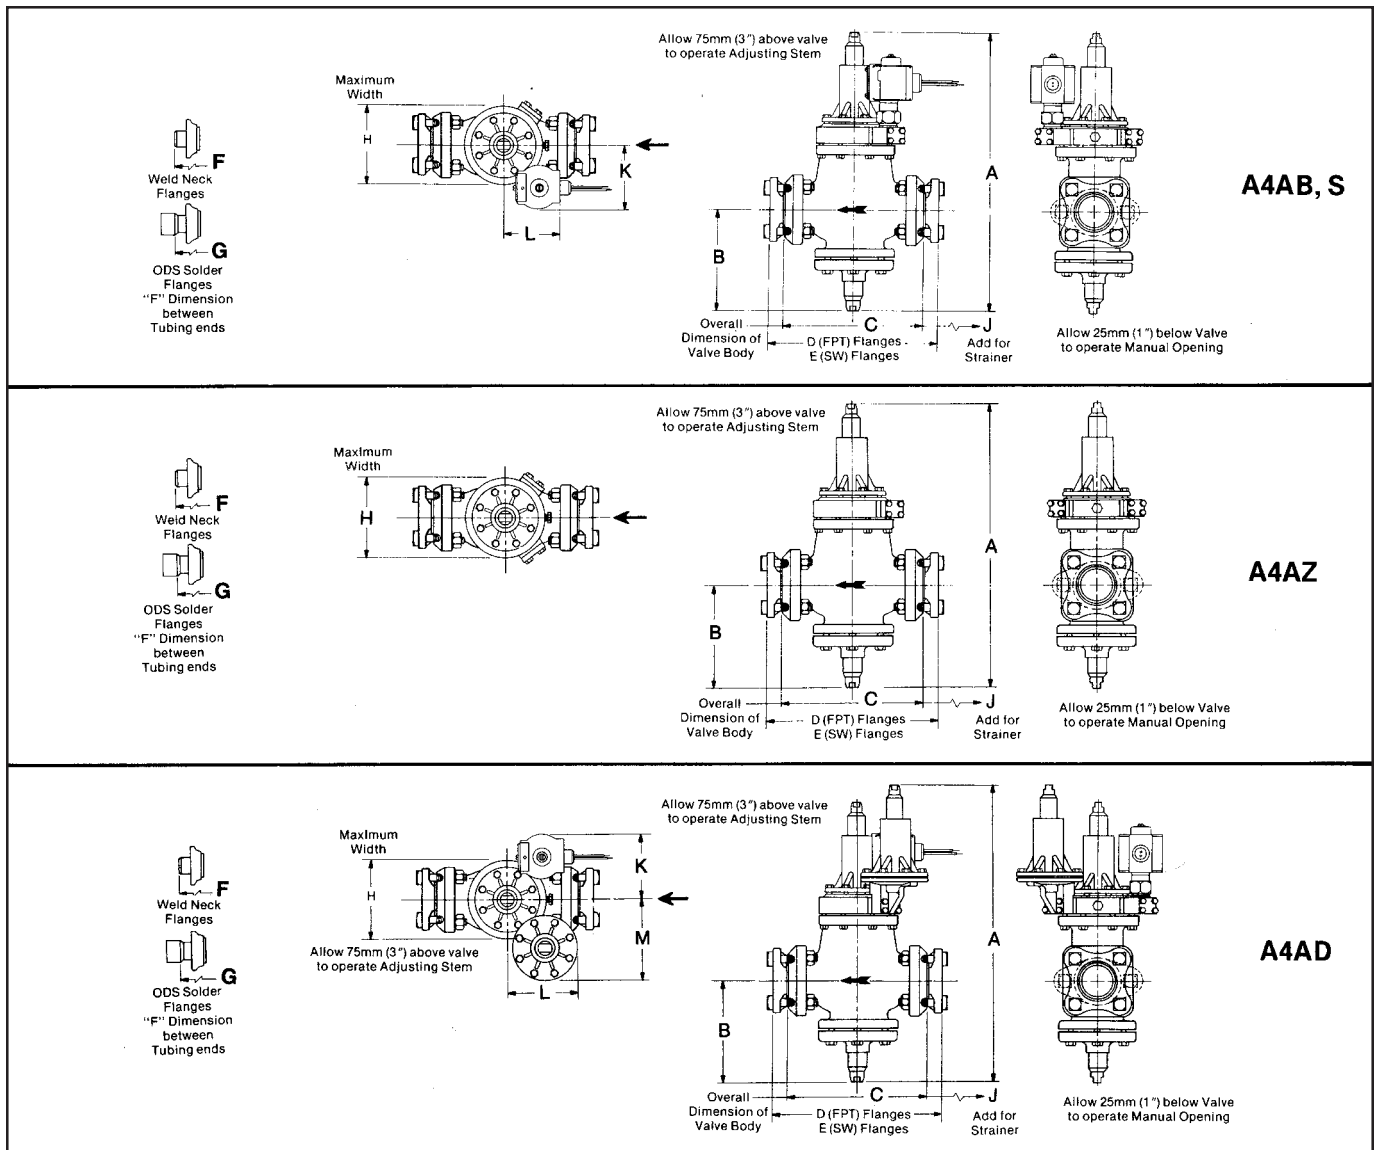 Allow 75mm (3") above valve
to operate Adjusting Stem
Maximum
Width
H
K
L
F
Weld Neck
Flanges
G
ODS Solder
Flanges
"F" Dimension
between
Tubing ends
A
B
Overall
Dimension of
Valve Body
C
D (FPT) Flanges
E (SW) Flanges
J
Add for
Strainer
Allow 25mm (1") below Valve
to operate Manual Opening
A4AB, S
Allow 75mm (3") above valve
to operate Adjusting Stem
Maximum
Width
H
F
Weld Neck
Flanges
G
ODS Solder
Flanges
"F" Dimension
between
Tubing ends
A
B
Overall
Dimension of
Valve Body
C
D (FPT) Flanges
E (SW) Flanges
J
Add for
Strainer
Allow 25mm (1") below Valve
to operate Manual Opening
A4AZ
Allow 75mm (3") above valve
to operate Adjusting Stem
Maximum
Width
H
K
M
L
Allow 75mm (3") above valve
to operate Adjusting Stem
F
Weld Neck
Flanges
G
ODS Solder
Flanges
"F" Dimension
between
Tubing ends
A
B
Overall
Dimension of
Valve Body
C
D (FPT) Flanges
E (SW) Flanges
J
Add for
Strainer
Allow 25mm (1") below Valve
to operate Manual Opening
A4AD